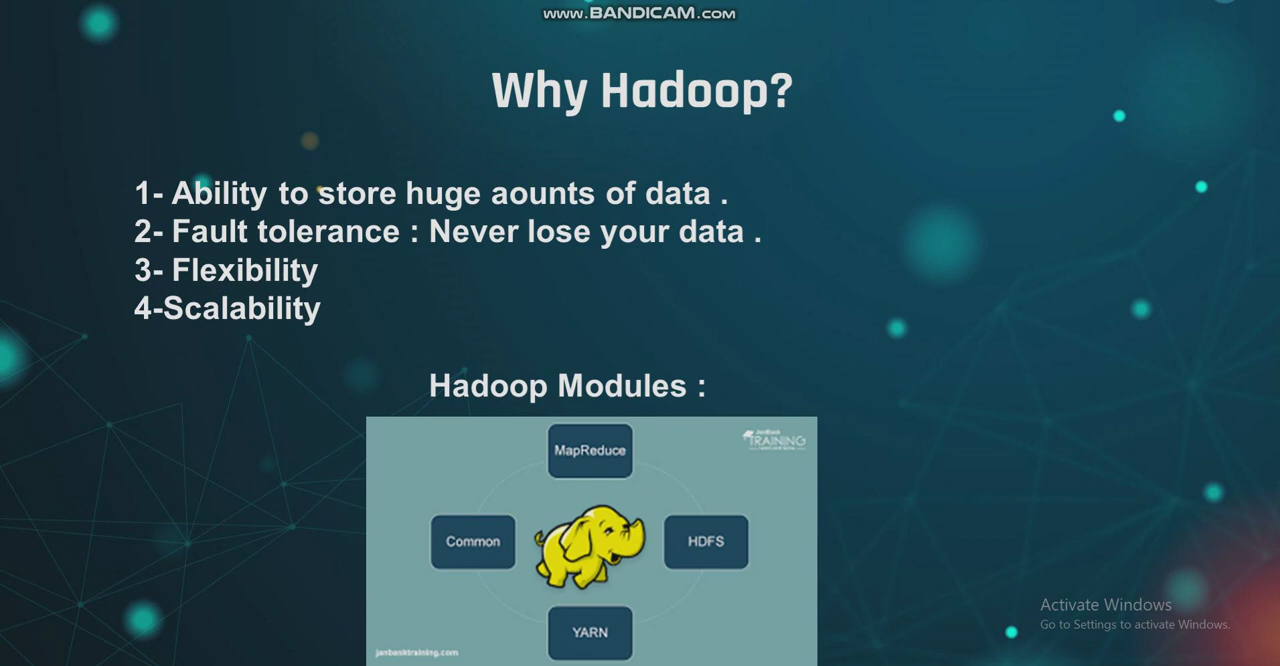 www.BANDICAM.com
Why Hadoop?
1- Ability to store huge aounts of data .
2- Fault tolerance : Never lose your data .
3- Flexibility
4-Scalability
Hadoop Modules :
MapReduce
JanBask
TRAINING
Common
HDFS
YARN
janbasktraining.com
Activate Windows
Go to Settings to activate Windows.